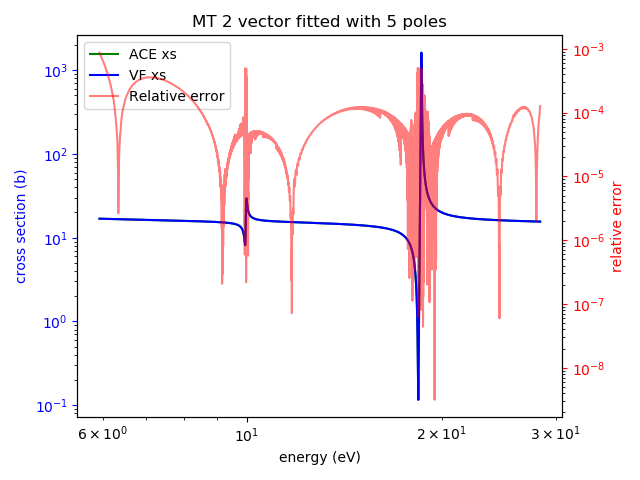 MT 2 vector fitted with 5 poles
ACE xs
VF xs
Relative error
cross section (b)
10³
10²
10¹
10⁰
10⁻¹
10⁻³
10⁻⁴
10⁻⁵
10⁻⁶
10⁻⁷
10⁻⁸
relative error
6 × 10⁰
10¹
2 × 10¹
3 × 10¹
energy (eV)